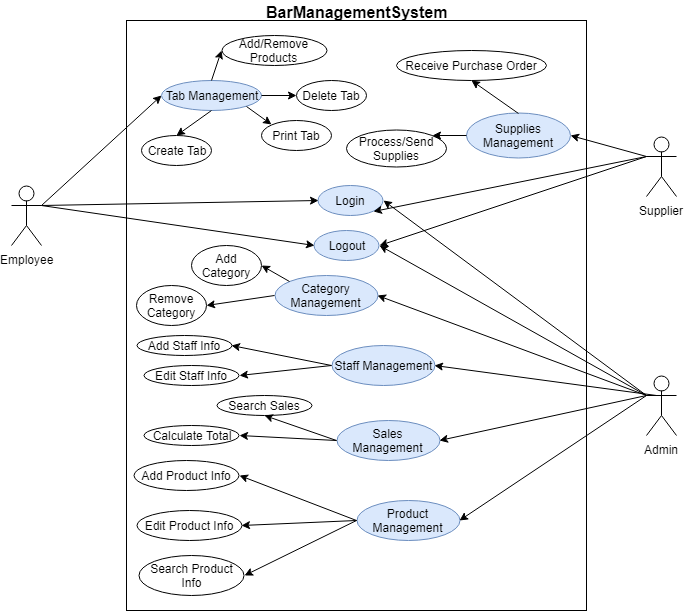 BarManagementSystem
Add/Remove
Products
Receive Purchase Order
Tab Management
Delete Tab
Supplies
Management
Print Tab
Create Tab
Process/Send
Supplies
Supplier
Login
Employee
Logout
Add
Category
Category
Management
Remove
Category
Add Staff Info
Staff Management
Edit Staff Info
Search Sales
Calculate Total
Sales
Management
Admin
Add Product Info
Product
Management
Edit Product Info
Search Product
Info